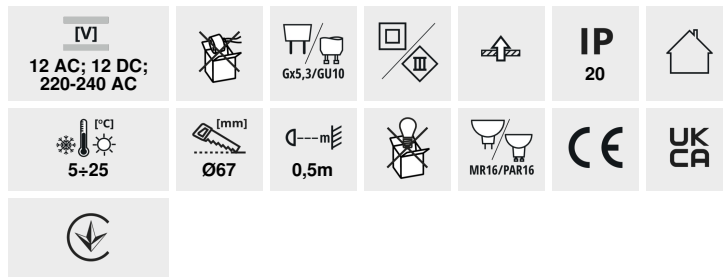 [V]
12 AC; 12 DC;
220-240 AC
Gx5,3/GU10
III
IP
20
[°C]
5÷25
[mm]
Ø67
m
0,5m
MR16/PAR16
CE
UK
CA